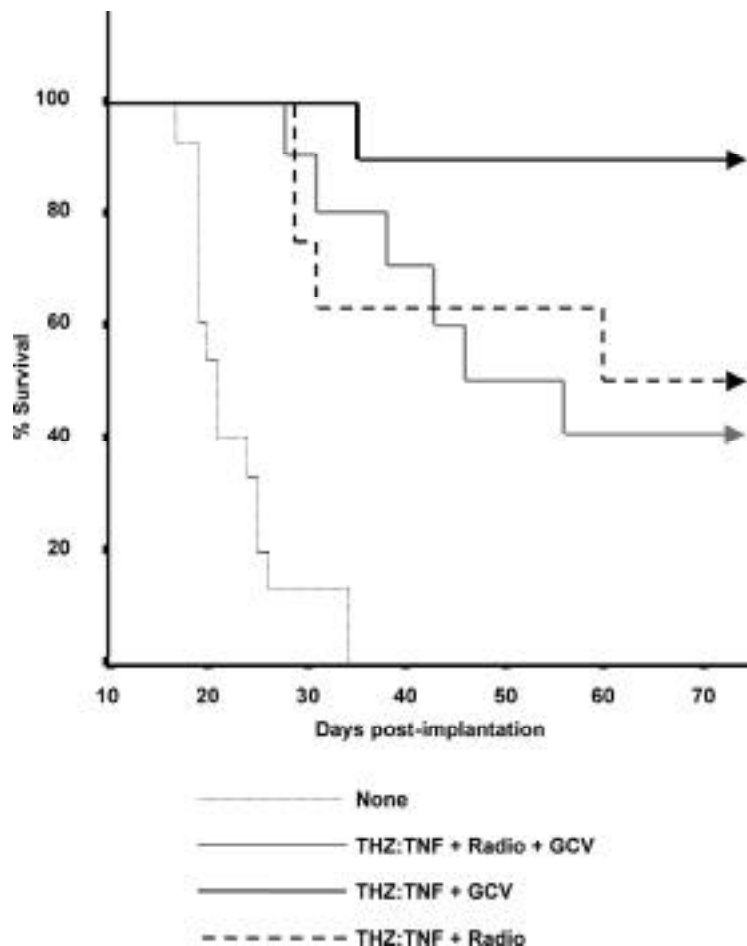 100
80
60
40
20
% Survival
10 20 30 40 50 60 70
Days post-implantation
None
THZ:TNF + Radio + GCV
THZ:TNF + GCV
THZ:TNF + Radio